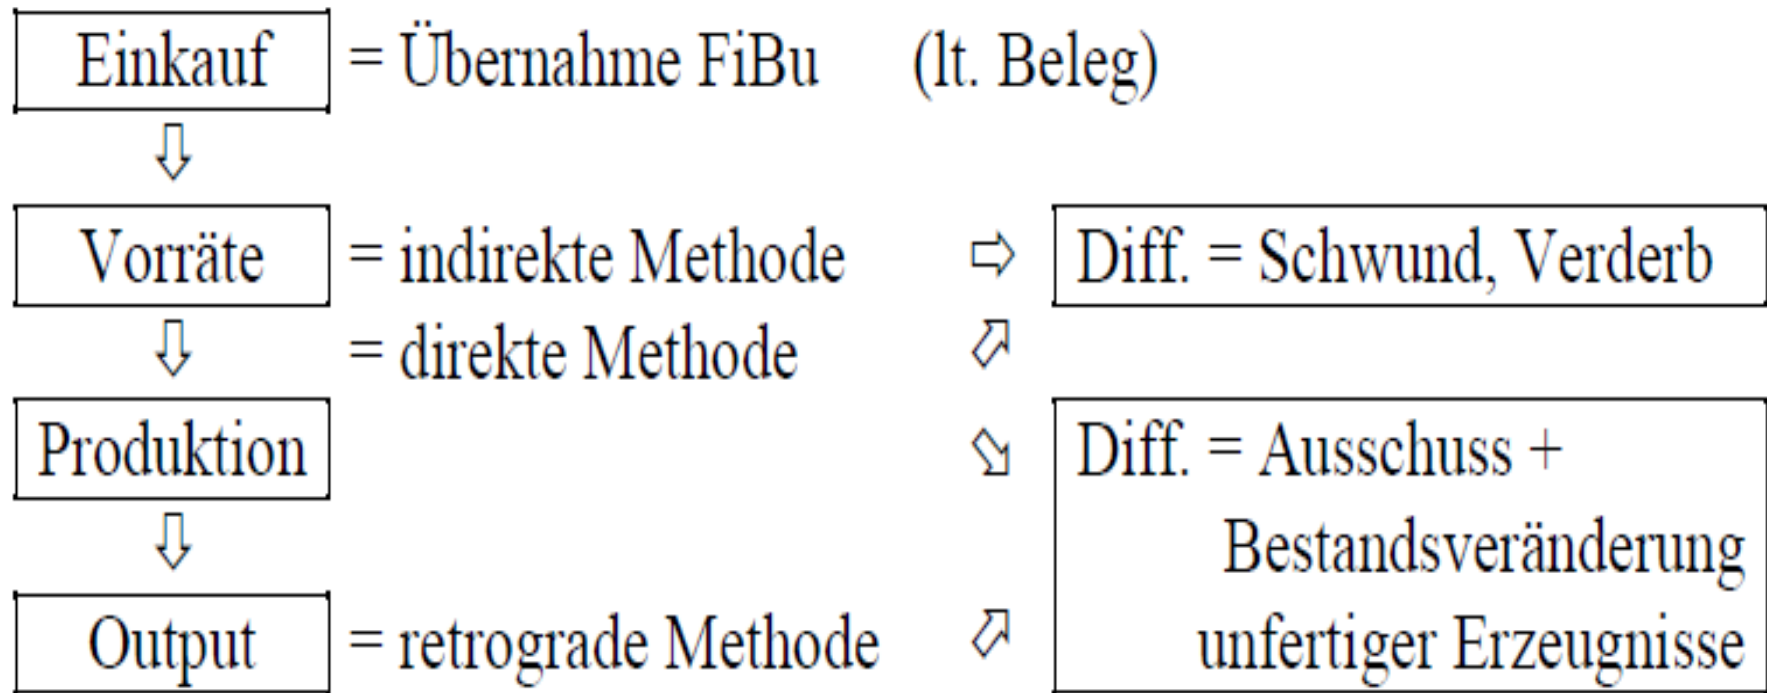 Einkauf = Übernahme FiBu (lt. Beleg)
Vorräte = indirekte Methode Diff. = Schwund, Verderb
= direkte Methode
Produktion Diff. = Ausschuss +
Bestandsveränderung
Output = retrograde Methode unfertiger Erzeugnisse